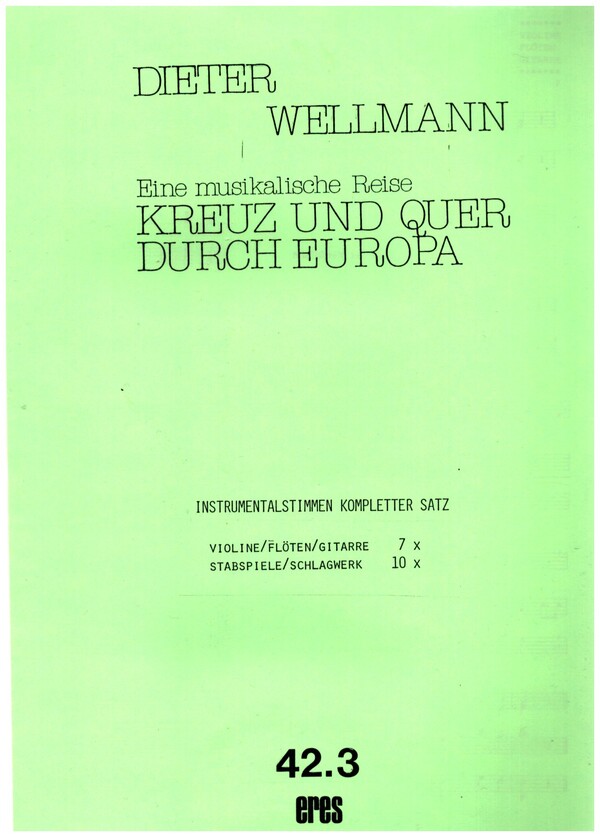 DIETER
WELLMANN
Eine musikalische Reise
KREUZ UND QUER
DURCH EUROPA
INSTRUMENTALSTIMMEN KOMPLETTER SATZ
VIOLINE/FLÖTEN/GITARRE 7 x
STABSPIELE/SCHLAGWERK 10 x
42.3
eres